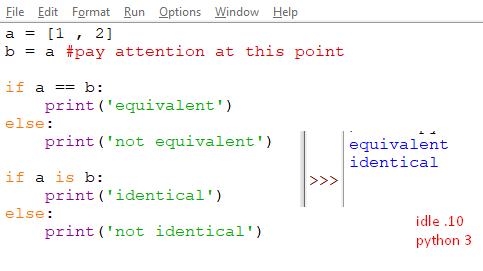 File Edit Format Run Options Window Help
a = [1 , 2]
b = a #pay attention at this point
if a == b:
    print('equivalent')
else:
    print('not equivalent')
if a is b:
    print('identical')
else:
    print('not identical')
equivalent
identical
>>>
idle .10
python 3